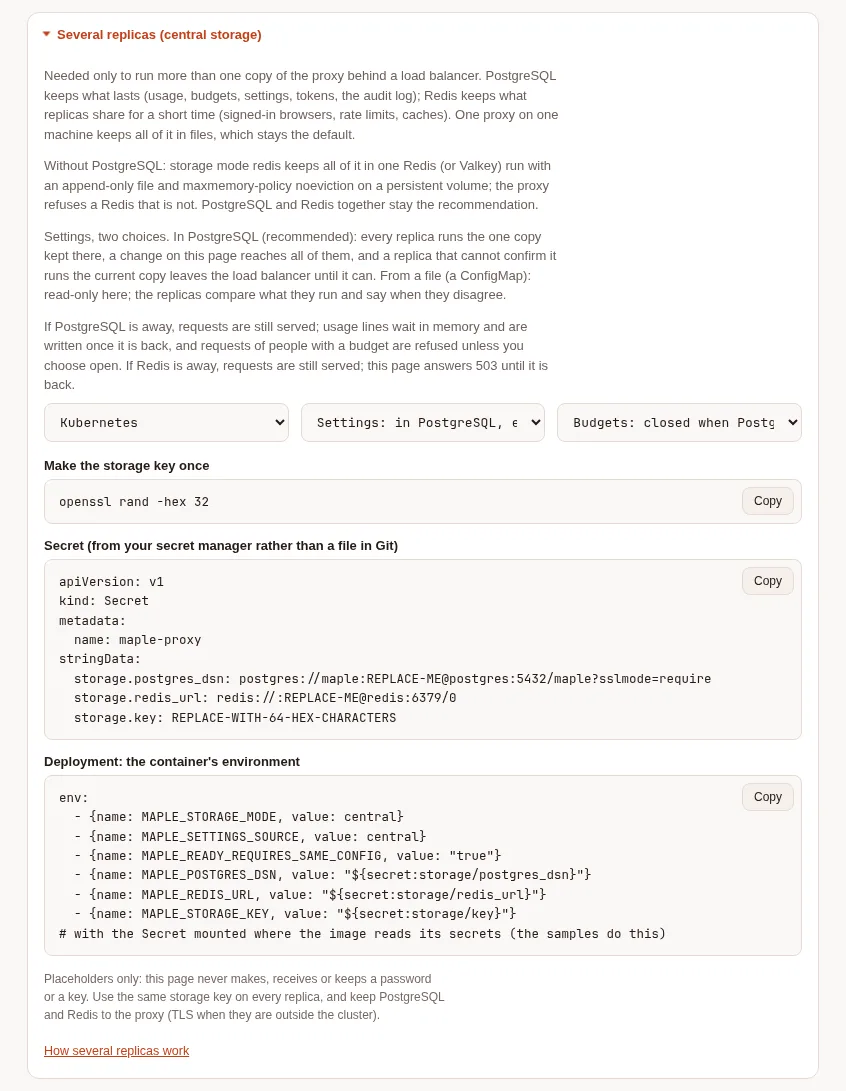 Several replicas (central storage)
Needed only to run more than one copy of the proxy behind a load balancer. PostgreSQL
keeps what lasts (usage, budgets, settings, tokens, the audit log); Redis keeps what
replicas share for a short time (signed-in browsers, rate limits, caches). One proxy on one
machine keeps all of it in files, which stays the default.
Without PostgreSQL: storage mode redis keeps all of it in one Redis (or Valkey) run with
an append-only file and maxmemory-policy noeviction on a persistent volume; the proxy
refuses a Redis that is not. PostgreSQL and Redis together stay the recommendation.
Settings, two choices. In PostgreSQL (recommended): every replica runs the one copy
kept there, a change on this page reaches all of them, and a replica that cannot confirm it
runs the current copy leaves the load balancer until it can. From a file (a ConfigMap):
read-only here; the replicas compare what they run and say when they disagree.
If PostgreSQL is away, requests are still served; usage lines wait in memory and are
written once it is back, and requests of people with a budget are refused unless you
choose open. If Redis is away, requests are still served; this page answers 503 until it is
back.
Kubernetes
Settings: in PostgreSQL, e
Budgets: closed when Postg
Make the storage key once
openssl rand -hex 32
Copy
Secret (from your secret manager rather than a file in Git)
Copy
apiVersion: v1
kind: Secret
metadata:
  name: maple-proxy
stringData:
  storage.postgres_dsn: postgres://maple:REPLACE-ME@postgres:5432/maple?sslmode=require
  storage.redis_url: redis://:REPLACE-ME@redis:6379/0
  storage.key: REPLACE-WITH-64-HEX-CHARACTERS
Deployment: the container's environment
Copy
env:
  - {name: MAPLE_STORAGE_MODE, value: central}
  - {name: MAPLE_SETTINGS_SOURCE, value: central}
  - {name: MAPLE_READY_REQUIRES_SAME_CONFIG, value: "true"}
  - {name: MAPLE_POSTGRES_DSN, value: "${secret:storage/postgres_dsn}"}
  - {name: MAPLE_REDIS_URL, value: "${secret:storage/redis_url}"}
  - {name: MAPLE_STORAGE_KEY, value: "${secret:storage/key}"}
# with the Secret mounted where the image reads its secrets (the samples do this)
Placeholders only: this page never makes, receives or keeps a password
or a key. Use the same storage key on every replica, and keep PostgreSQL
and Redis to the proxy (TLS when they are outside the cluster).
How several replicas work